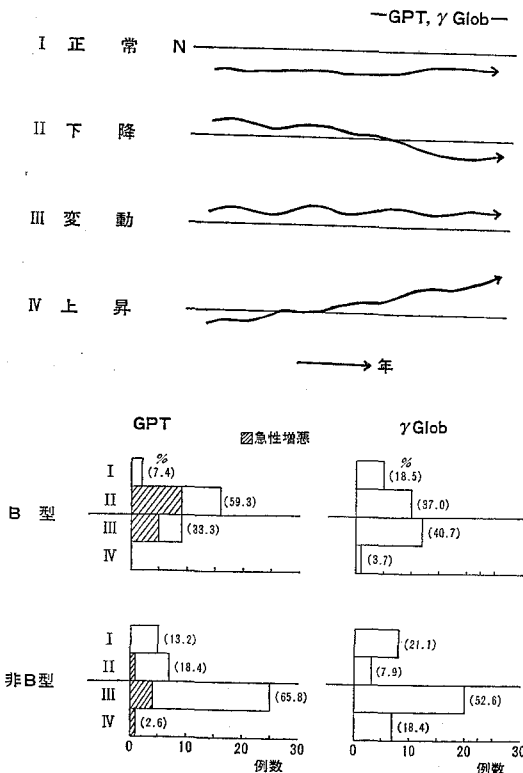 —GPT, γ Glob—
I 正 常 N
II 下 降
III 変 動
IV 上 昇
→ 年
GPT
▨急性増悪
γ Glob
B 型
%
I (7.4)
II (59.3)
III (33.3)
IV
%
(18.5)
(37.0)
(40.7)
(3.7)
非B型
I (13.2)
II (18.4)
III (65.8)
IV (2.6)
0 10 20 30
例数
(21.1)
(7.9)
(52.6)
(18.4)
0 10 20 30
例数